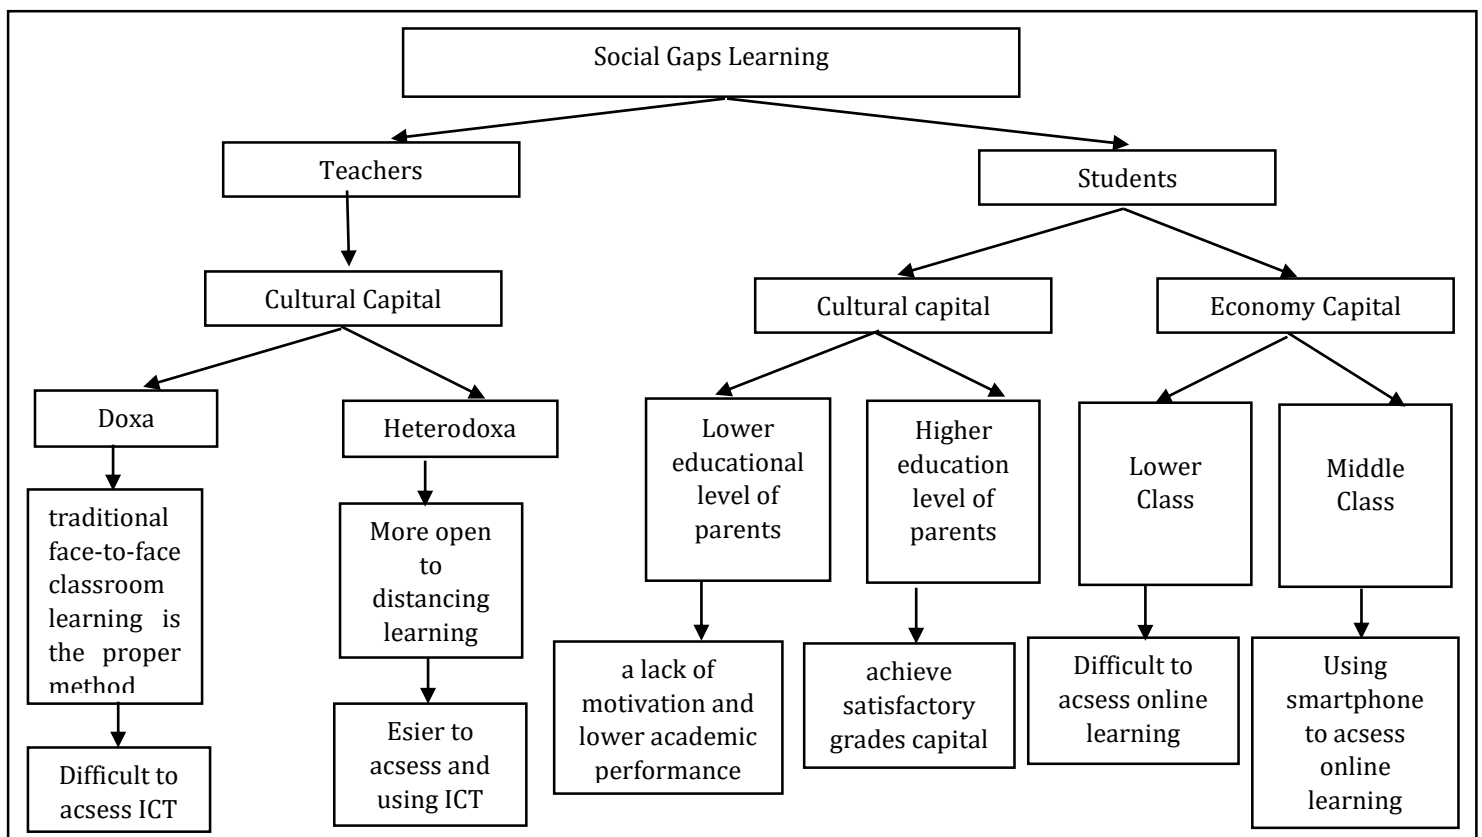 Social Gaps Learning
Teachers
Students
Cultural Capital
Cultural capital
Economy Capital
Doxa
Heterodoxa
Lower
educational
level of
parents
Higher
education
level of
parents
Lower
Class
Middle
Class
traditional
face-to-face
classroom
learning is
the proper
method
More open
to
distancing
learning
a lack of
motivation and
lower academic
performance
achieve
satisfactory
grades capital
Difficult to
acsess online
learning
Using
smartphone
to acsess
online
learning
Difficult to
acsess ICT
Esier to
acsess and
using ICT